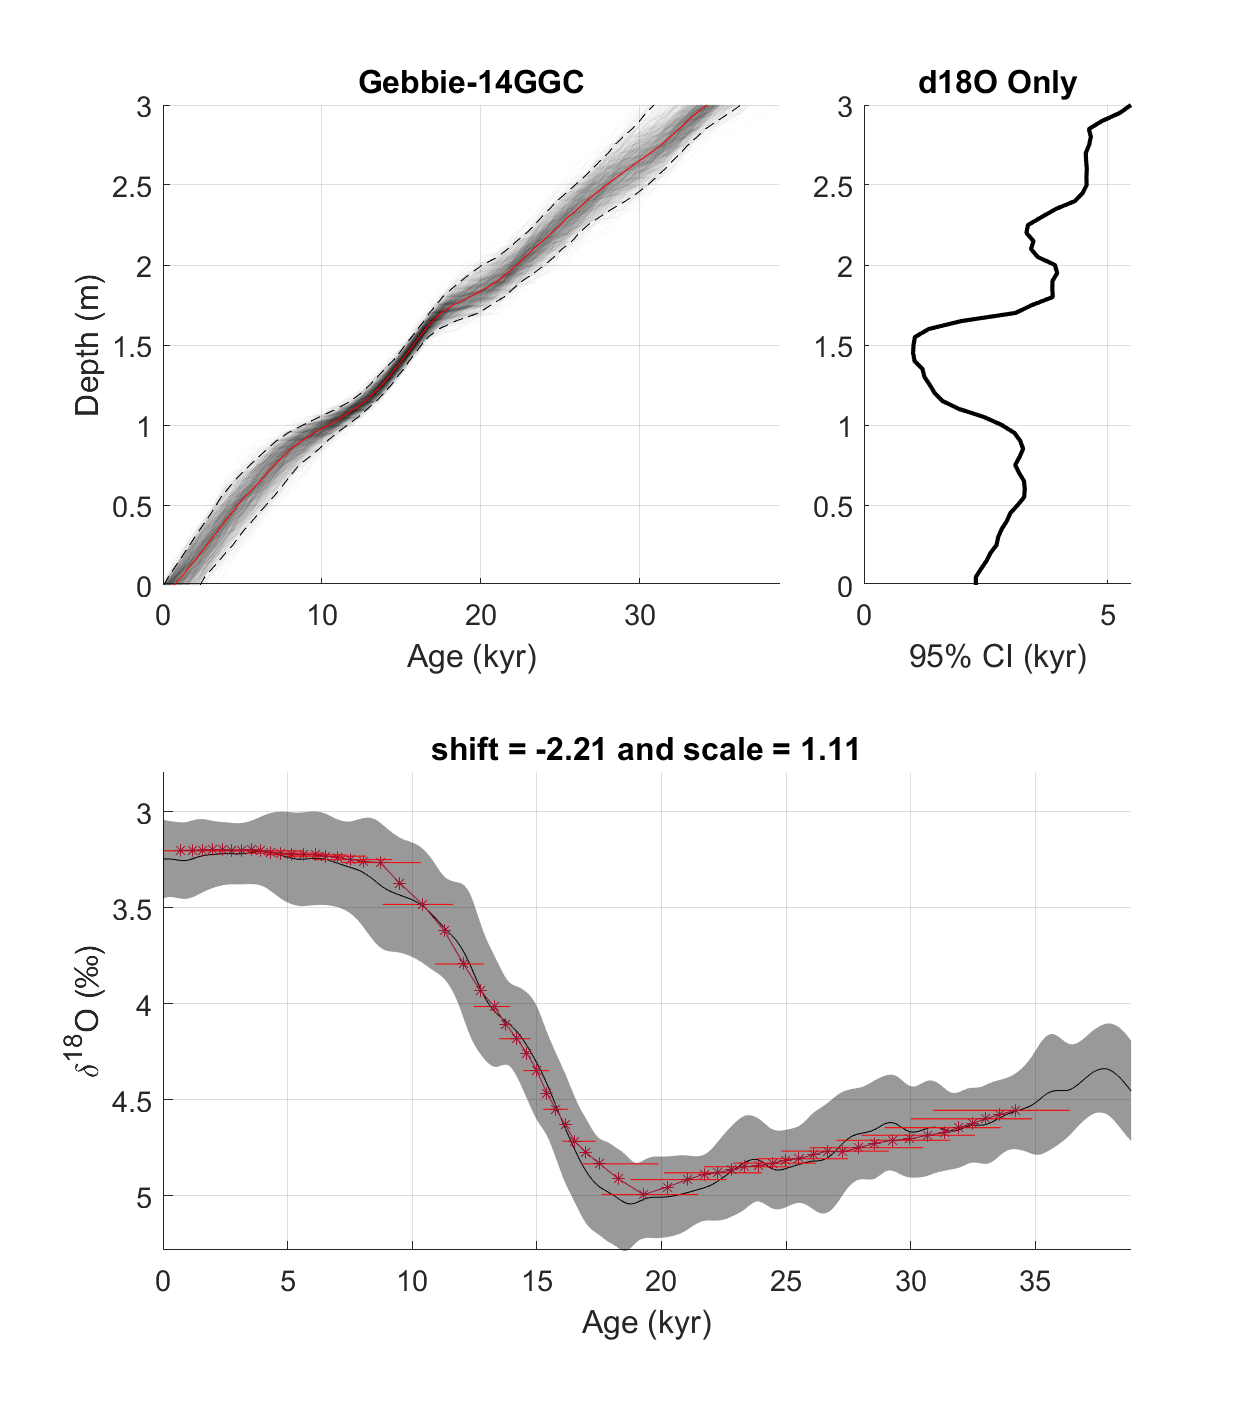 Gebbie-14GGC
d18O Only
3
2.5
2
1.5
1
0.5
0
Depth (m)
0 10 20 30
Age (kyr)
3
2.5
2
1.5
1
0.5
0
0 5
95% CI (kyr)
shift = -2.21 and scale = 1.11
3
3.5
4
4.5
5
δ¹⁸O (‰)
0 5 10 15 20 25 30 35
Age (kyr)